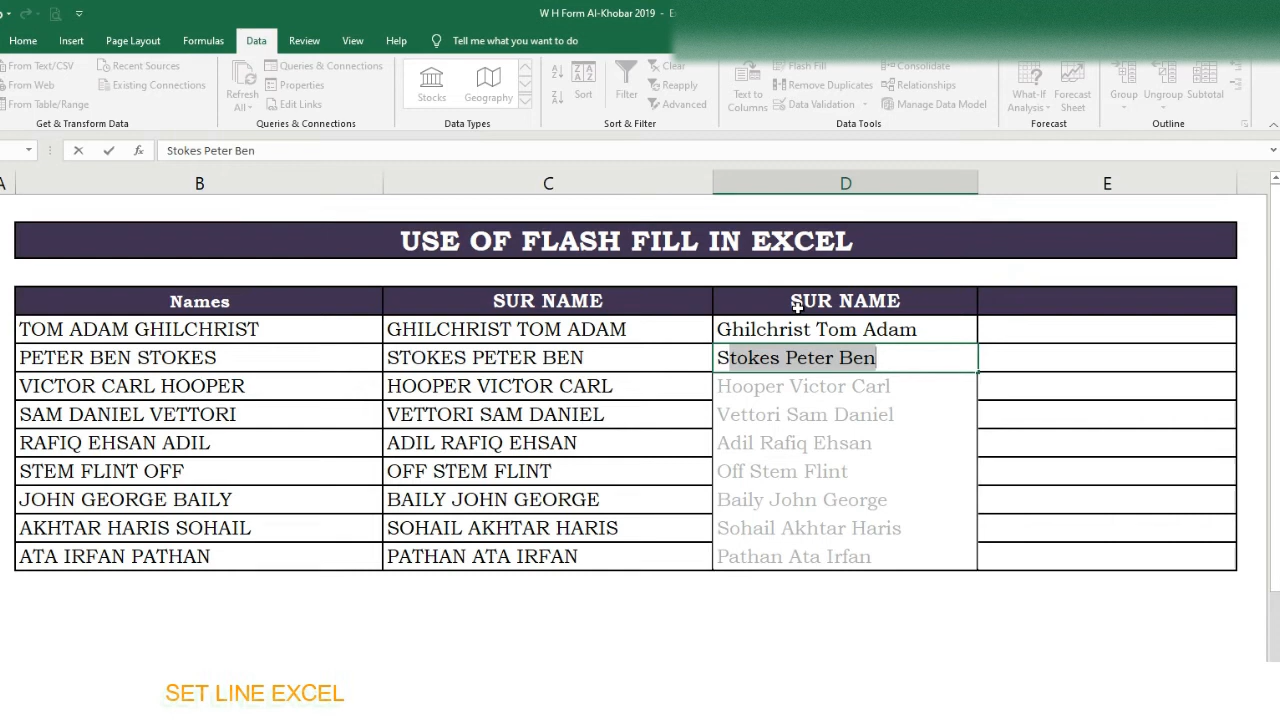 W H Form Al-Khobar 2019 - E
Home Insert Page Layout Formulas Data Review View Help Tell me what you want to do
From Text/CSV Recent Sources Queries & Connections Clear Flash Fill Consolidate
From Web Existing Connections Properties Reapply Remove Duplicates Relationships
From Table/Range Edit Links Advanced Data Validation Manage Data Model
Refresh All Stocks Geography Sort Filter Text to Columns What-If Analysis Forecast Sheet Group Ungroup Subtotal
Get & Transform Data Queries & Connections Data Types Sort & Filter Data Tools Forecast Outline
fx Stokes Peter Ben
A B C D E
USE OF FLASH FILL IN EXCEL
Names SUR NAME SUR NAME
TOM ADAM GHILCHRIST GHILCHRIST TOM ADAM Ghilchrist Tom Adam
PETER BEN STOKES STOKES PETER BEN Stokes Peter Ben
VICTOR CARL HOOPER HOOPER VICTOR CARL Hooper Victor Carl
SAM DANIEL VETTORI VETTORI SAM DANIEL Vettori Sam Daniel
RAFIQ EHSAN ADIL ADIL RAFIQ EHSAN Adil Rafiq Ehsan
STEM FLINT OFF OFF STEM FLINT Off Stem Flint
JOHN GEORGE BAILY BAILY JOHN GEORGE Baily John George
AKHTAR HARIS SOHAIL SOHAIL AKHTAR HARIS Sohail Akhtar Haris
ATA IRFAN PATHAN PATHAN ATA IRFAN Pathan Ata Irfan
SET LINE EXCEL